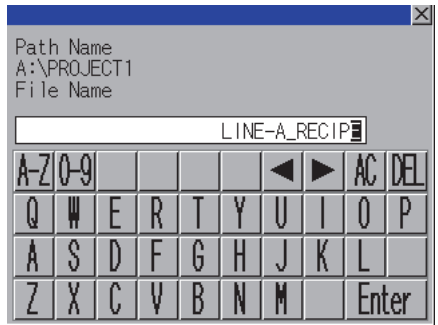 Path Name
A:\PROJECT1
File Name
LINE-A_RECIPE
A-Z 0-9 ◀ ▶ AC DEL
Q W E R T Y U I O P
A S D F G H J K L
Z X C V B N M Enter